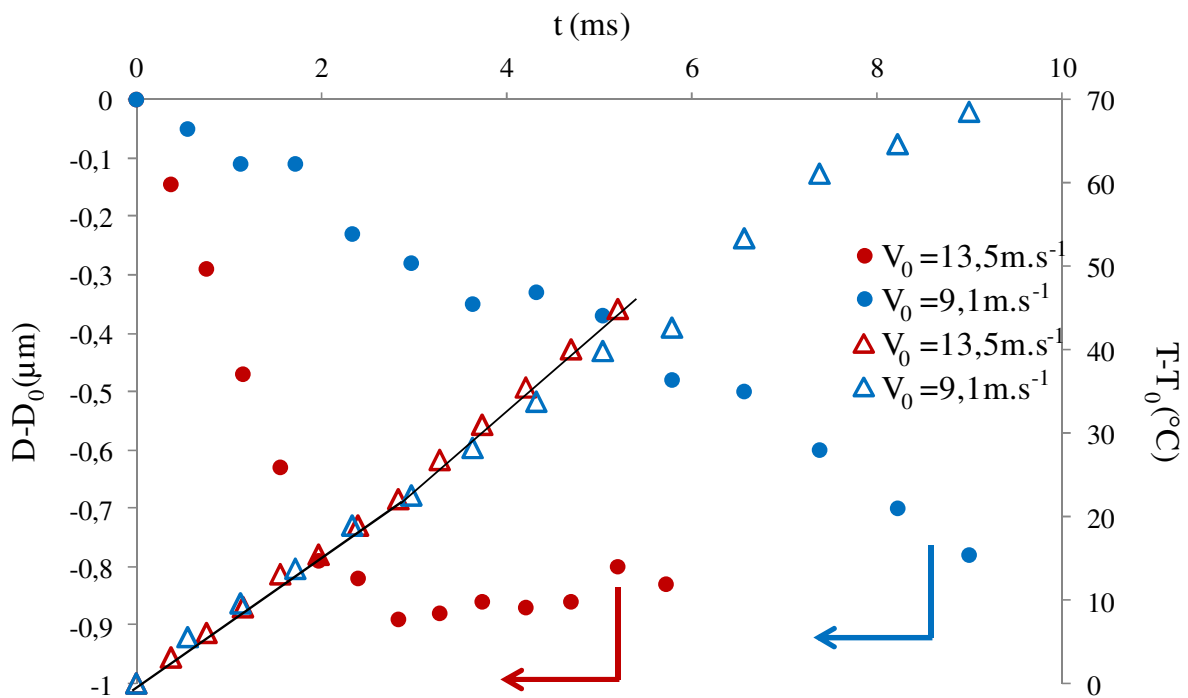 t (ms)
0 2 4 6 8 10
0 70
-0,1
60
-0,2
-0,3
50
-0,4
40
-0,5
-0,6
30
-0,7
20
-0,8
10
-0,9
-1 0
D-D₀(µm)
T-T₀(°C)
V₀=13,5m.s⁻¹
V₀=9,1m.s⁻¹
V₀=13,5m.s⁻¹
V₀=9,1m.s⁻¹